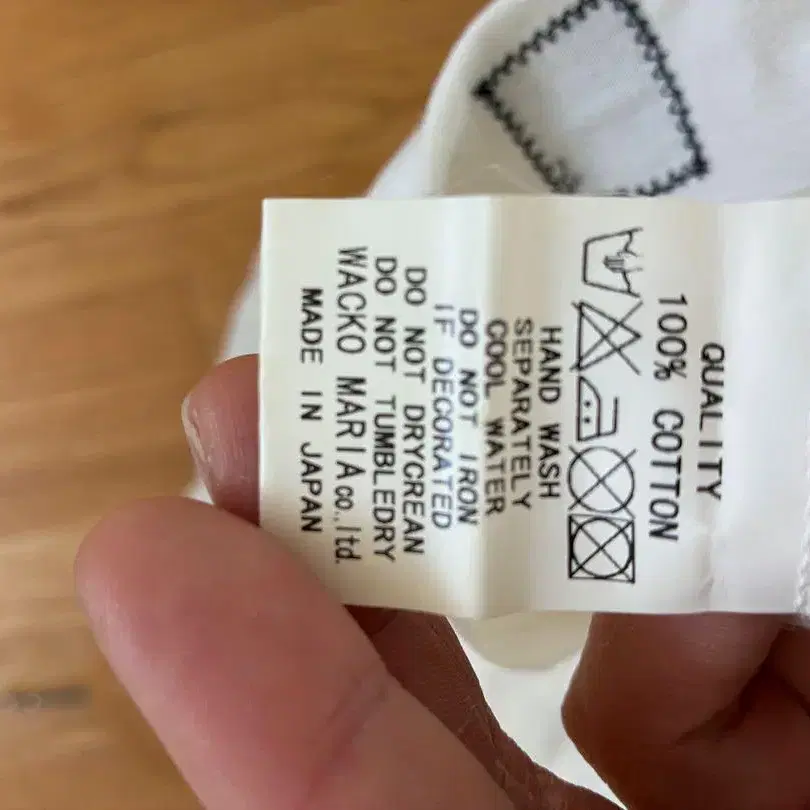 QUALITY
100% COTTON
HAND WASH
SEPARATELY
COOL WATER
DO NOT IRON
IF DECORATED
DO NOT DRYCREAN
DO NOT TUMBLEDRY
WACKO MARIA co.,ltd.
MADE IN JAPAN